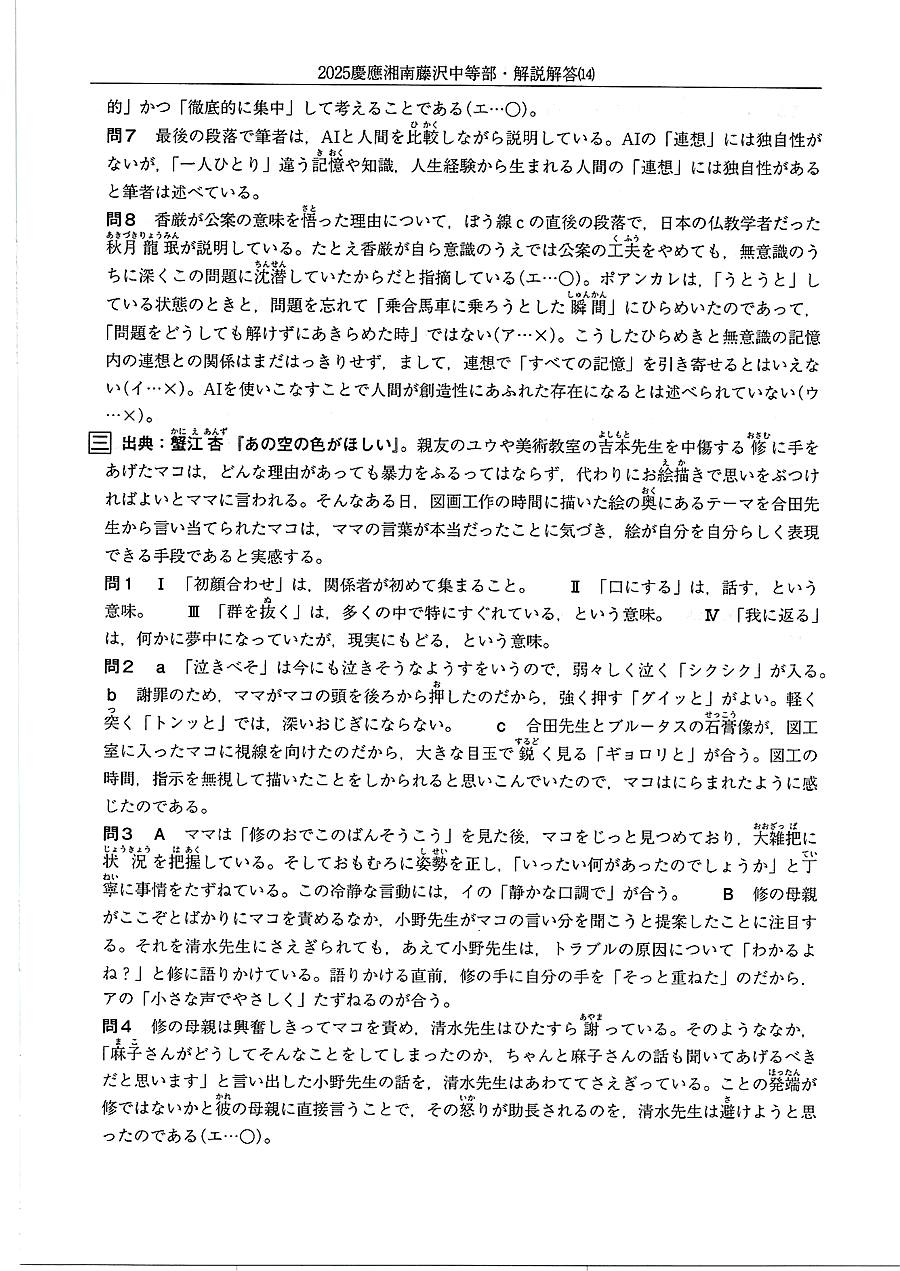 2025慶應湘南藤沢中等部・解説解答(14)
的」かつ「徹底的に集中」して考えることである(エ…○)。
問7 最後の段落で筆者は，AIと人間を比較しながら説明している。AIの「連想」には独自性が
ないが，「一人ひとり」違う記憶や知識，人生経験から生まれる人間の「連想」には独自性がある
と筆者は述べている。
問8 香厳が公案の意味を悟った理由について，ぼう線cの直後の段落で，日本の仏教学者だった
秋月龍珉が説明している。たとえ香厳が自ら意識のうえでは公案の工夫をやめても，無意識のう
ちに深くこの問題に沈潜していたからだと指摘している(エ…○)。ポアンカレは，「うとうと」し
ている状態のときと，問題を忘れて「乗合馬車に乗ろうとした瞬間」にひらめいたのであって，
「問題をどうしても解けずにあきらめた時」ではない(ア…×)。こうしたひらめきと無意識の記憶
内の連想との関係はまだはっきりせず，まして，連想で「すべての記憶」を引き寄せるとはいえな
い(イ…×)。AIを使いこなすことで人間が創造性にあふれた存在になるとは述べられていない(ウ
…×)。
三 出典：蟹江杏『あの空の色がほしい』。親友のユウや美術教室の吉本先生を中傷する修に手を
あげたマコは，どんな理由があっても暴力をふるってはならず，代わりにお絵描きで思いをぶつけ
ればよいとママに言われる。そんなある日，図画工作の時間に描いた絵の奥にあるテーマを合田先
生から言い当てられたマコは，ママの言葉が本当だったことに気づき，絵が自分を自分らしく表現
できる手段であると実感する。
問1 Ⅰ 「初顔合わせ」は，関係者が初めて集まること。 Ⅱ 「口にする」は，話す，という
意味。 Ⅲ 「群を抜く」は，多くの中で特にすぐれている，という意味。 Ⅳ 「我に返る」
は，何かに夢中になっていたが，現実にもどる，という意味。
問2 a 「泣きべそ」は今にも泣きそうなようすをいうので，弱々しく泣く「シクシク」が入る。
b 謝罪のため，ママがマコの頭を後ろから押したのだから，強く押す「グイッと」がよい。軽く
突く「トンッと」では，深いおじぎにならない。 c 合田先生とブルータスの石膏像が，図工
室に入ったマコに視線を向けたのだから，大きな目玉で鋭く見る「ギョロリと」が合う。図工の
時間，指示を無視して描いたことをしかられると思いこんでいたので，マコはにらまれたように感
じたのである。
問3 A ママは「修のおでこのばんそうこう」を見た後，マコをじっと見つめており，大雑把に
状況を把握している。そしておもむろに姿勢を正し，「いったい何があったのでしょうか」と丁
寧に事情をたずねている。この冷静な言動には，イの「静かな口調で」が合う。 B 修の母親
がここぞとばかりにマコを責めるなか，小野先生がマコの言い分を聞こうと提案したことに注目す
る。それを清水先生にさえぎられても，あえて小野先生は，トラブルの原因について「わかるよ
ね？」と修に語りかけている。語りかける直前，修の手に自分の手を「そっと重ねた」のだから，
アの「小さな声でやさしく」たずねるのが合う。
問4 修の母親は興奮しきってマコを責め，清水先生はひたすら謝っている。そのようななか，
「麻子さんがどうしてそんなことをしてしまったのか，ちゃんと麻子さんの話も聞いてあげるべき
だと思います」と言い出した小野先生の話を，清水先生はあわててさえぎっている。ことの発端が
修ではないかと彼の母親に直接言うことで，その怒りが助長されるのを，清水先生は避けようと思
ったのである(エ…○)。